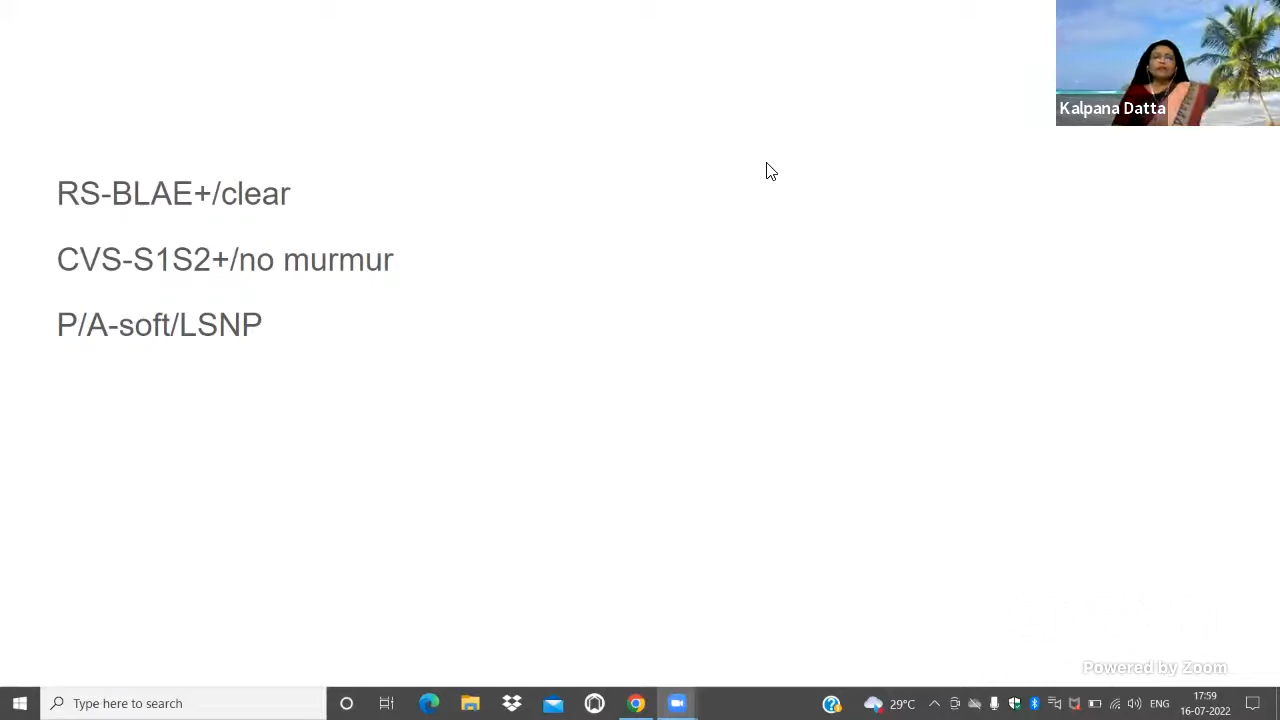 Kalpana Datta
RS-BLAE+/clear
CVS-S1S2+/no murmur
P/A-soft/LSNP
Powered by Zoom
Type here to search
29°C
ENG
17:59
16-07-2022